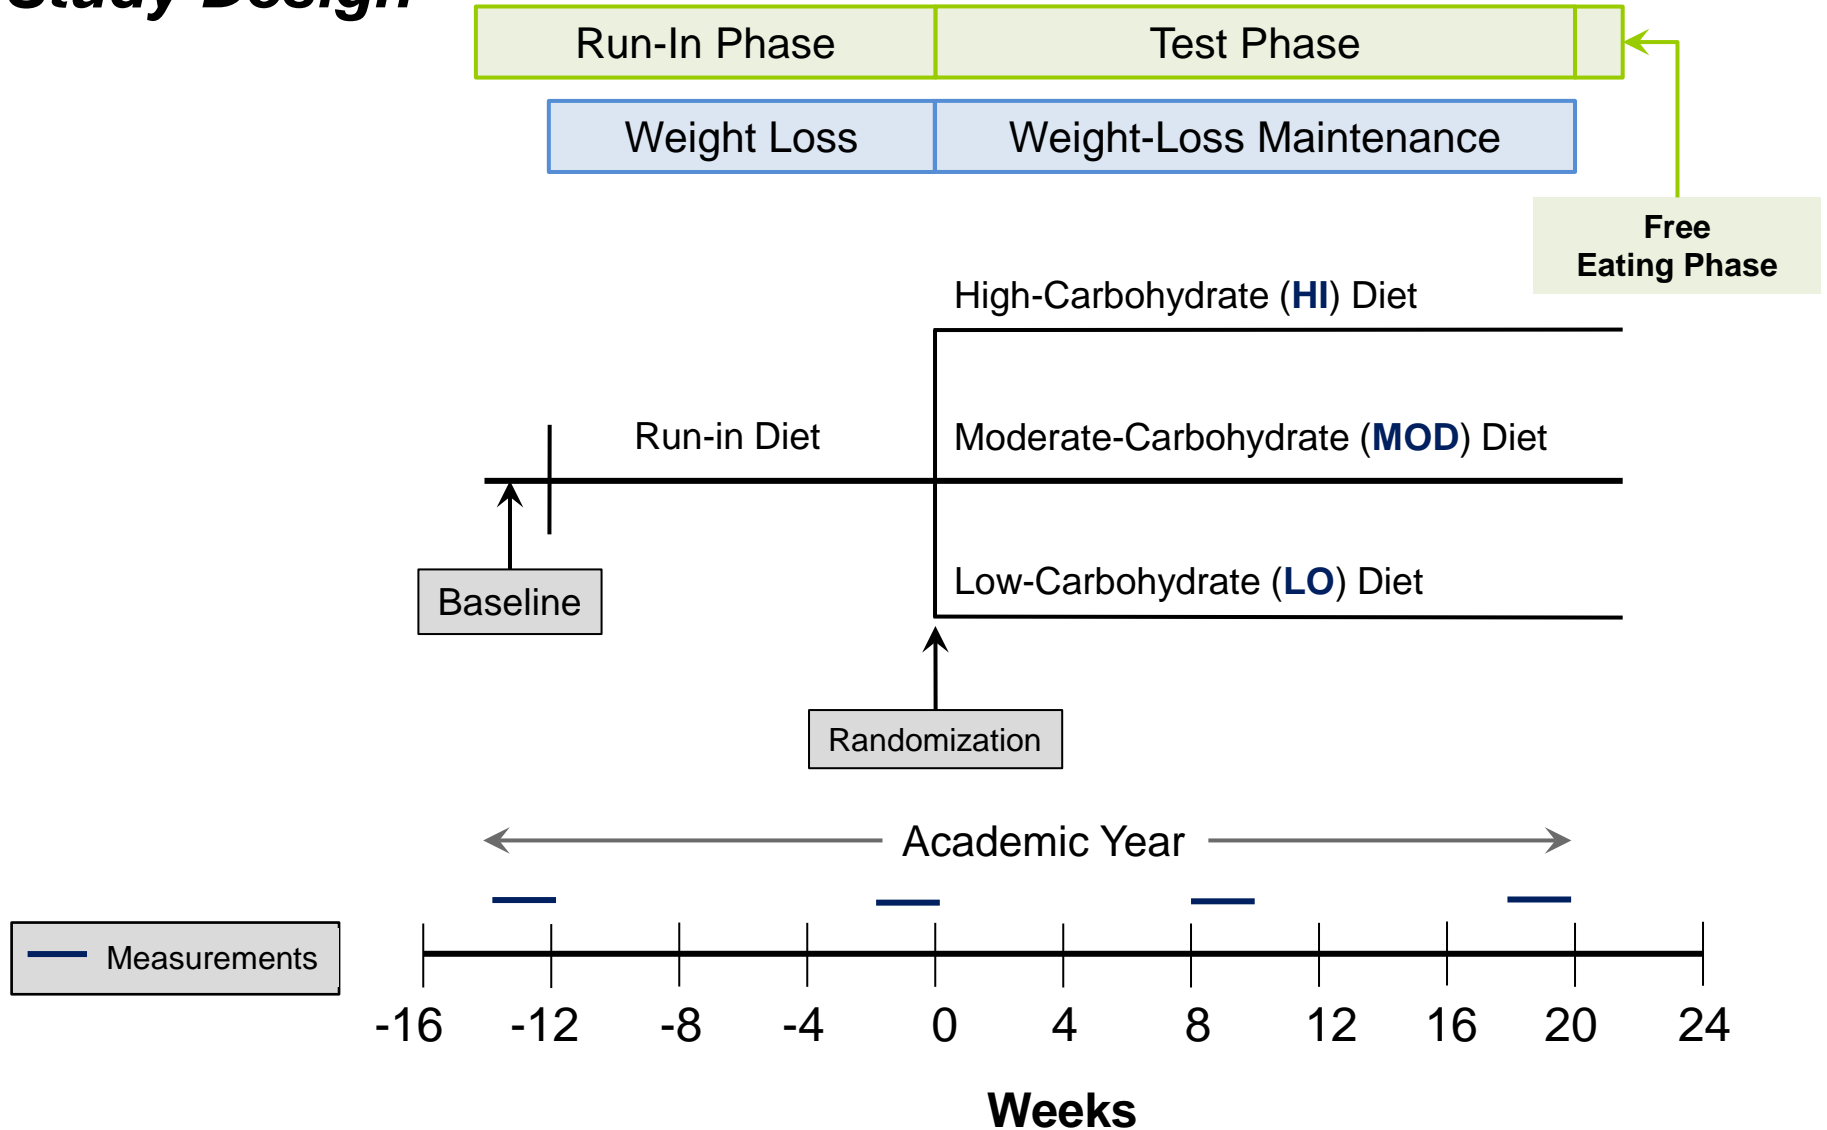 Study Design
Run-In Phase
Test Phase
Weight Loss
Weight-Loss Maintenance
Free
Eating Phase
High-Carbohydrate (HI) Diet
Run-in Diet
Moderate-Carbohydrate (MOD) Diet
Low-Carbohydrate (LO) Diet
Baseline
Randomization
Academic Year
Measurements
-16 -12 -8 -4 0 4 8 12 16 20 24
Weeks